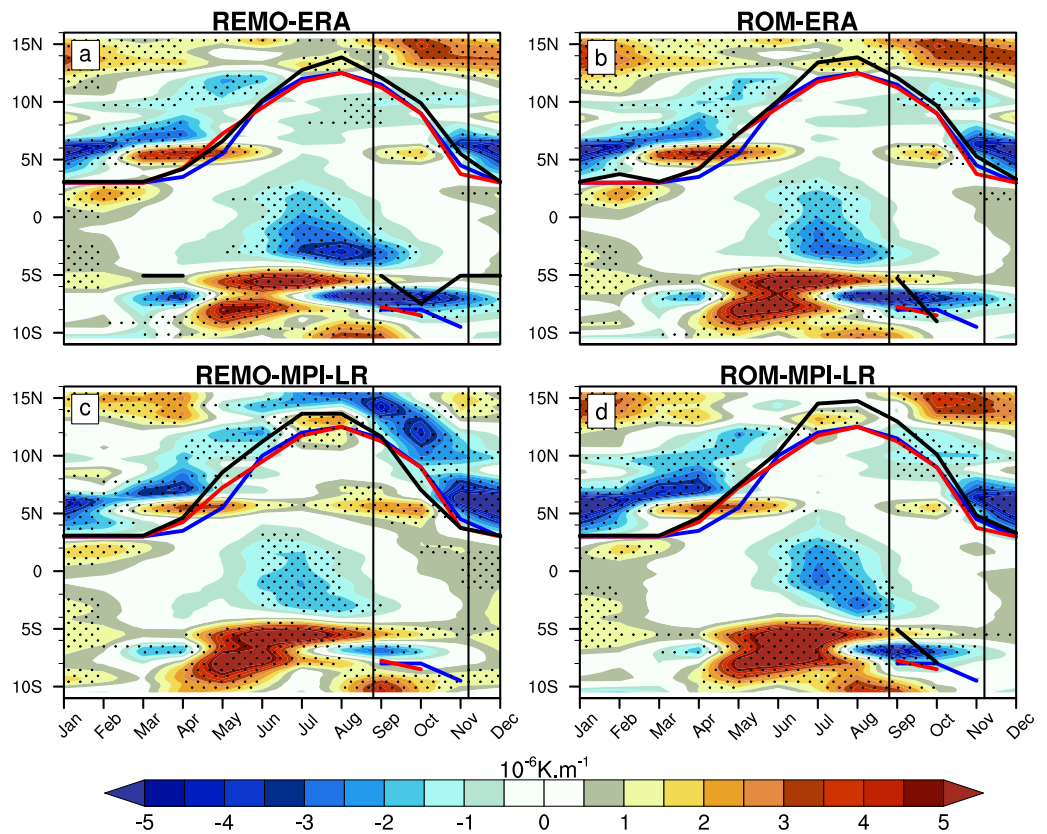 REMO-ERA
ROM-ERA
a
b
15N
10N
5N
0
5S
10S
15N
10N
5N
0
5S
10S
REMO-MPI-LR
ROM-MPI-LR
c
d
15N
10N
5N
0
5S
10S
15N
10N
5N
0
5S
10S
Jan Feb Mar Apr May Jun Jul Aug Sep Oct Nov Dec
Jan Feb Mar Apr May Jun Jul Aug Sep Oct Nov Dec
10⁻⁶K.m⁻¹
-5 -4 -3 -2 -1 0 1 2 3 4 5